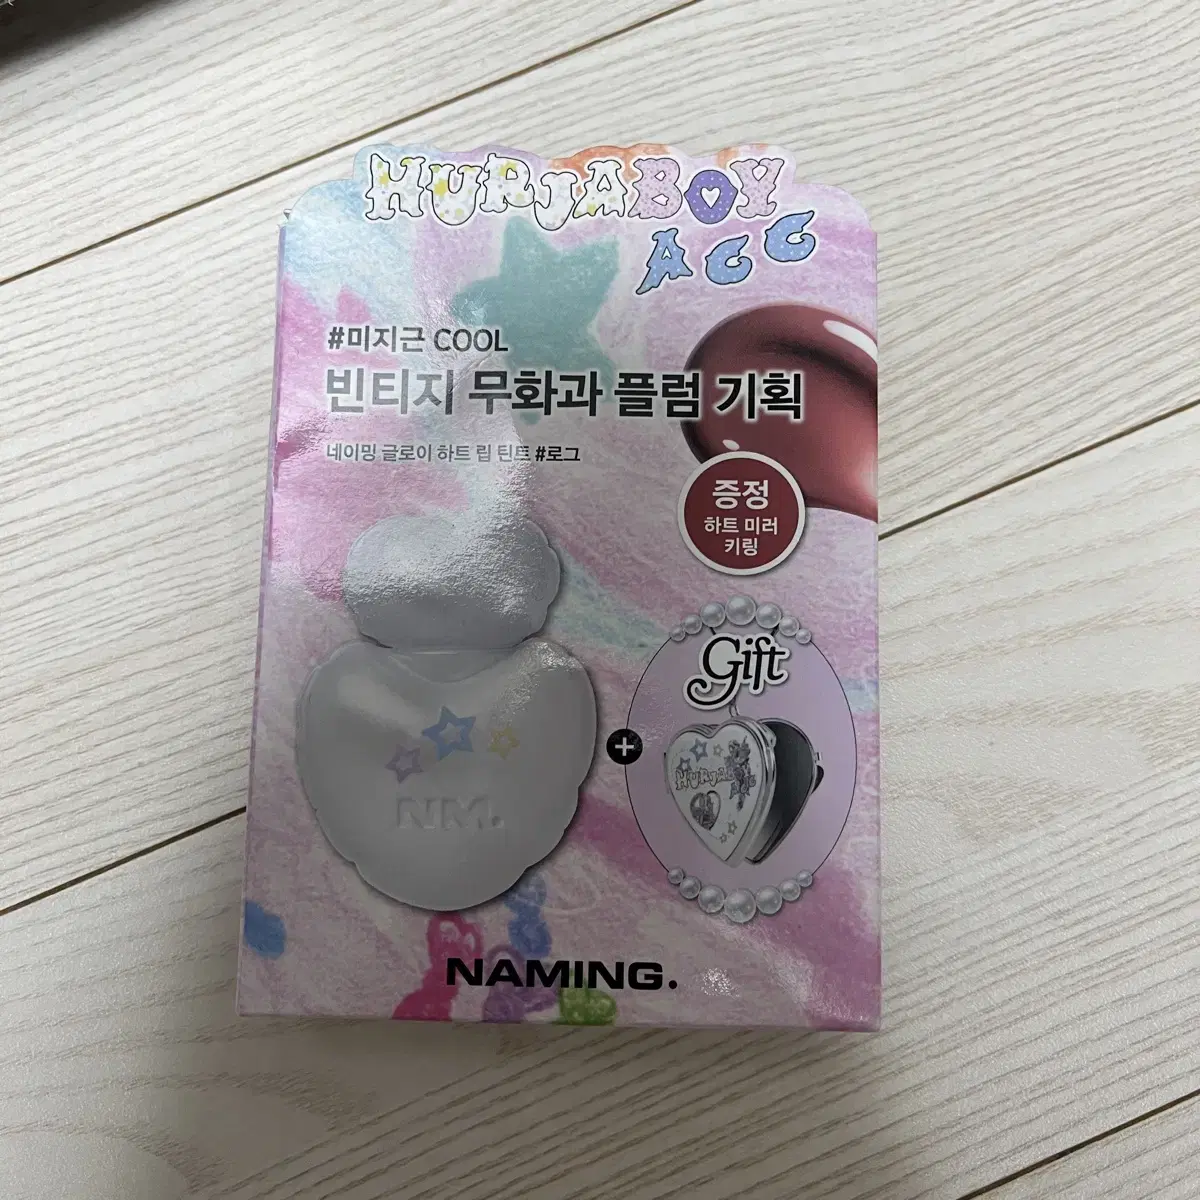 HURJABOY
ACC
#미지근 COOL
빈티지 무화과 플럼 기획
네이밍 글로이 하트 립 틴트 #로그
증정
하트 미러
키링
Gift
+
HURJABOY
ACC
NM.
NAMING.